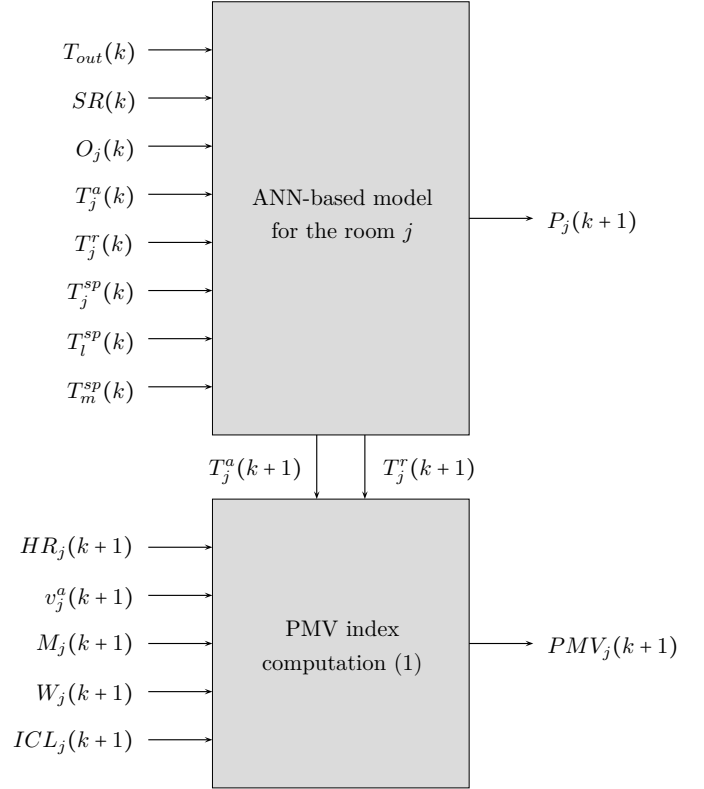 T_out(k)
SR(k)
O_j(k)
T_j^a(k)
T_j^r(k)
T_j^sp(k)
T_l^sp(k)
T_m^sp(k)
ANN-based model
for the room j
P_j(k+1)
T_j^a(k+1)
T_j^r(k+1)
HR_j(k+1)
v_j^a(k+1)
M_j(k+1)
W_j(k+1)
ICL_j(k+1)
PMV index
computation (1)
PMV_j(k+1)